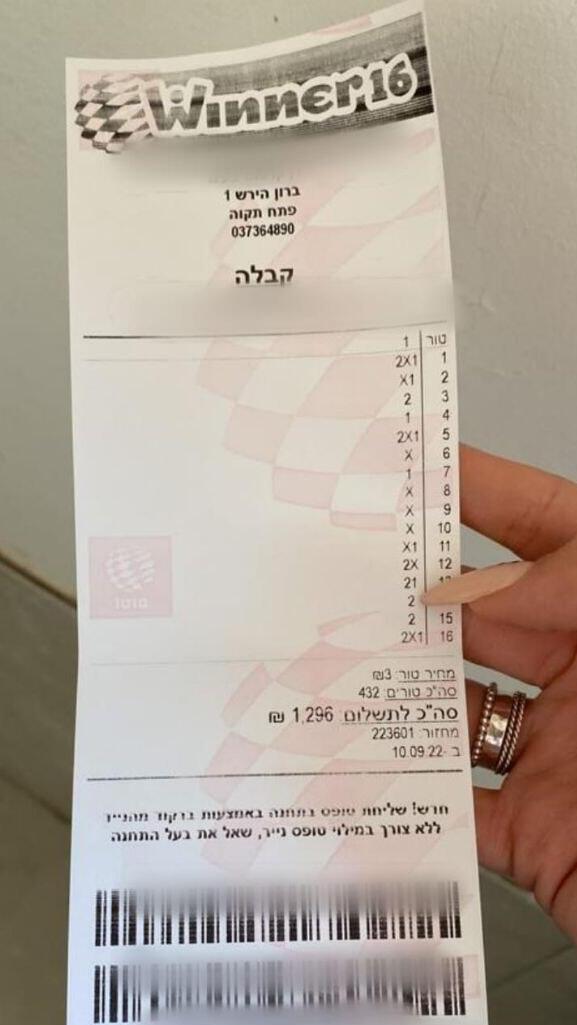 Winner16
ברון הירש 1
פתח תקוה
037364890
קבלה
טור 1
1 2X1
2 X1
3 2
4 1
5 2X1
6 X
7 1
8 X
9 X
10 X
11 X1
12 2X
21
2
15 2
16 2X1
מחיר טור: 3₪
סה"כ טורים: 432
סה"כ לתשלום: 1,296 ₪
מחזור: 223601
ב -10.09.22
חדש! שליחת טופס בתחנה באמצעות ברקוד מהנייד
ללא צורך במילוי טופס נייר, שאל את בעל התחנה